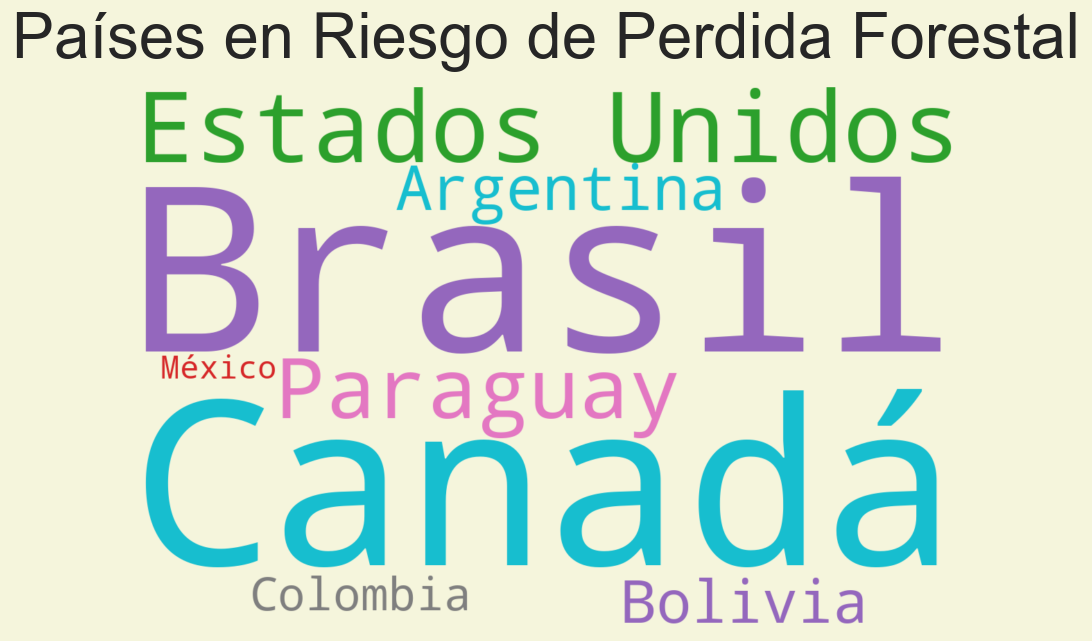 Países en Riesgo de Perdida Forestal
Estados Unidos
Argentina
Brasil
México
Paraguay
Canadá
Colombia
Bolivia